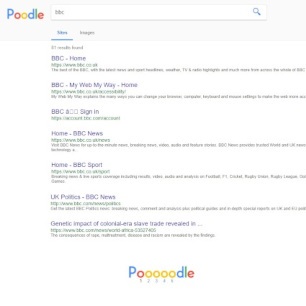 Poodle
bbc
Sites Images
81 results found
BBC - Home
https://www.bbc.co.uk
The best of the BBC, with the latest news and sport headlines, weather, TV & radio highlights and much more from across the whole of BBC
BBC - My Web My Way - Home
https://www.bbc.co.uk/accessibility/
My Web My Way explains the many ways you can change your browser, computer, keyboard and mouse settings to make the web more acc
BBC â Sign in
https://account.bbc.com/account
Home - BBC News
https://www.bbc.co.uk/news
Visit BBC News for up-to-the-minute news, breaking news, video, audio and feature stories. BBC News provides trusted World and UK news
technology a
Home - BBC Sport
https://www.bbc.co.uk/sport
Breaking news & live sports coverage including results, video, audio and analysis on Football, F1, Cricket, Rugby Union, Rugby League, Go
Games
UK Politics - BBC News
http://www.bbc.com/news/politics
Get the latest BBC Politics news: breaking news, comment and analysis plus political guides and in-depth special reports on UK and EU poli
Genetic impact of colonial-era slave trade revealed in ...
https://www.bbc.com/news/world-africa-53527405
The consequences of rape, maltreatment, disease and racism are revealed by the findings.
Pooooodle
1 2 3 4 5